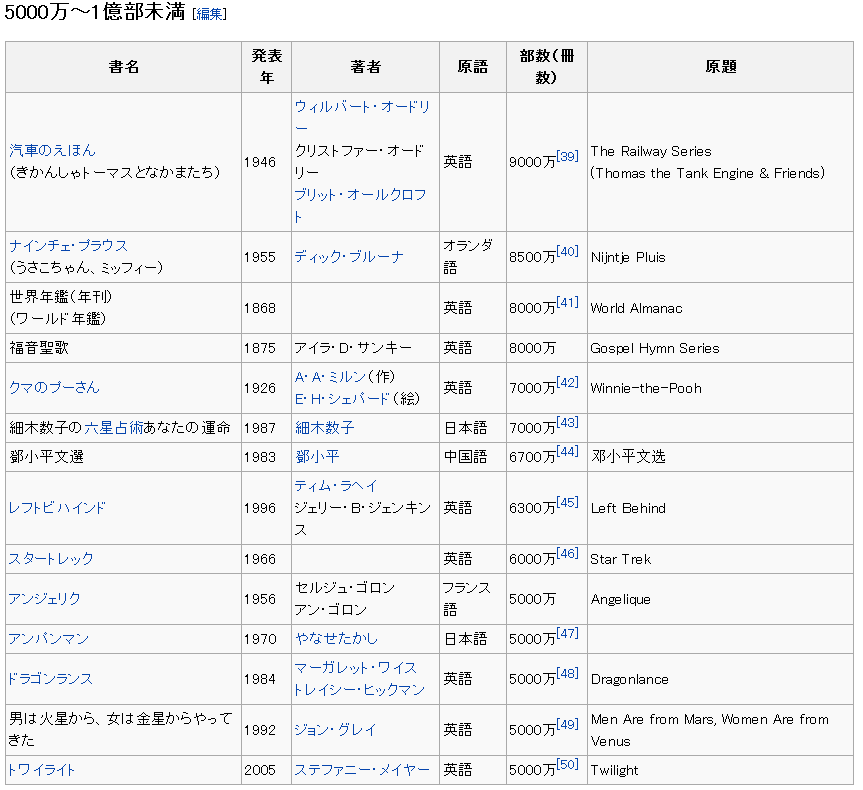 5000万～1億部未満 [編集]
書名 発表年 著者 原語 部数(冊数) 原題
汽車のえほん
(きかんしゃトーマスとなかまたち) 1946 ウィルバート・オードリー
クリストファー・オードリー
ブリット・オールクロフト 英語 9000万[39] The Railway Series
(Thomas the Tank Engine & Friends)
ナインチェ・プラウス
(うさこちゃん、ミッフィー) 1955 ディック・ブルーナ オランダ語 8500万[40] Nijntje Pluis
世界年鑑(年刊)
(ワールド年鑑) 1868 英語 8000万[41] World Almanac
福音聖歌 1875 アイラ・D・サンキー 英語 8000万 Gospel Hymn Series
クマのプーさん 1926 A・A・ミルン(作)
E・H・シェパード(絵) 英語 7000万[42] Winnie-the-Pooh
細木数子の六星占術あなたの運命 1987 細木数子 日本語 7000万[43]
鄧小平文選 1983 鄧小平 中国語 6700万[44] 邓小平文选
レフトビハインド 1996 ティム・ラヘイ
ジェリー・B・ジェンキンス 英語 6300万[45] Left Behind
スタートレック 1966 英語 6000万[46] Star Trek
アンジェリク 1956 セルジュ・ゴロン
アン・ゴロン フランス語 5000万 Angelique
アンパンマン 1970 やなせたかし 日本語 5000万[47]
ドラゴンランス 1984 マーガレット・ワイス
トレイシー・ヒックマン 英語 5000万[48] Dragonlance
男は火星から、女は金星からやってきた 1992 ジョン・グレイ 英語 5000万[49] Men Are from Mars, Women Are from Venus
トワイライト 2005 ステファニー・メイヤー 英語 5000万[50] Twilight